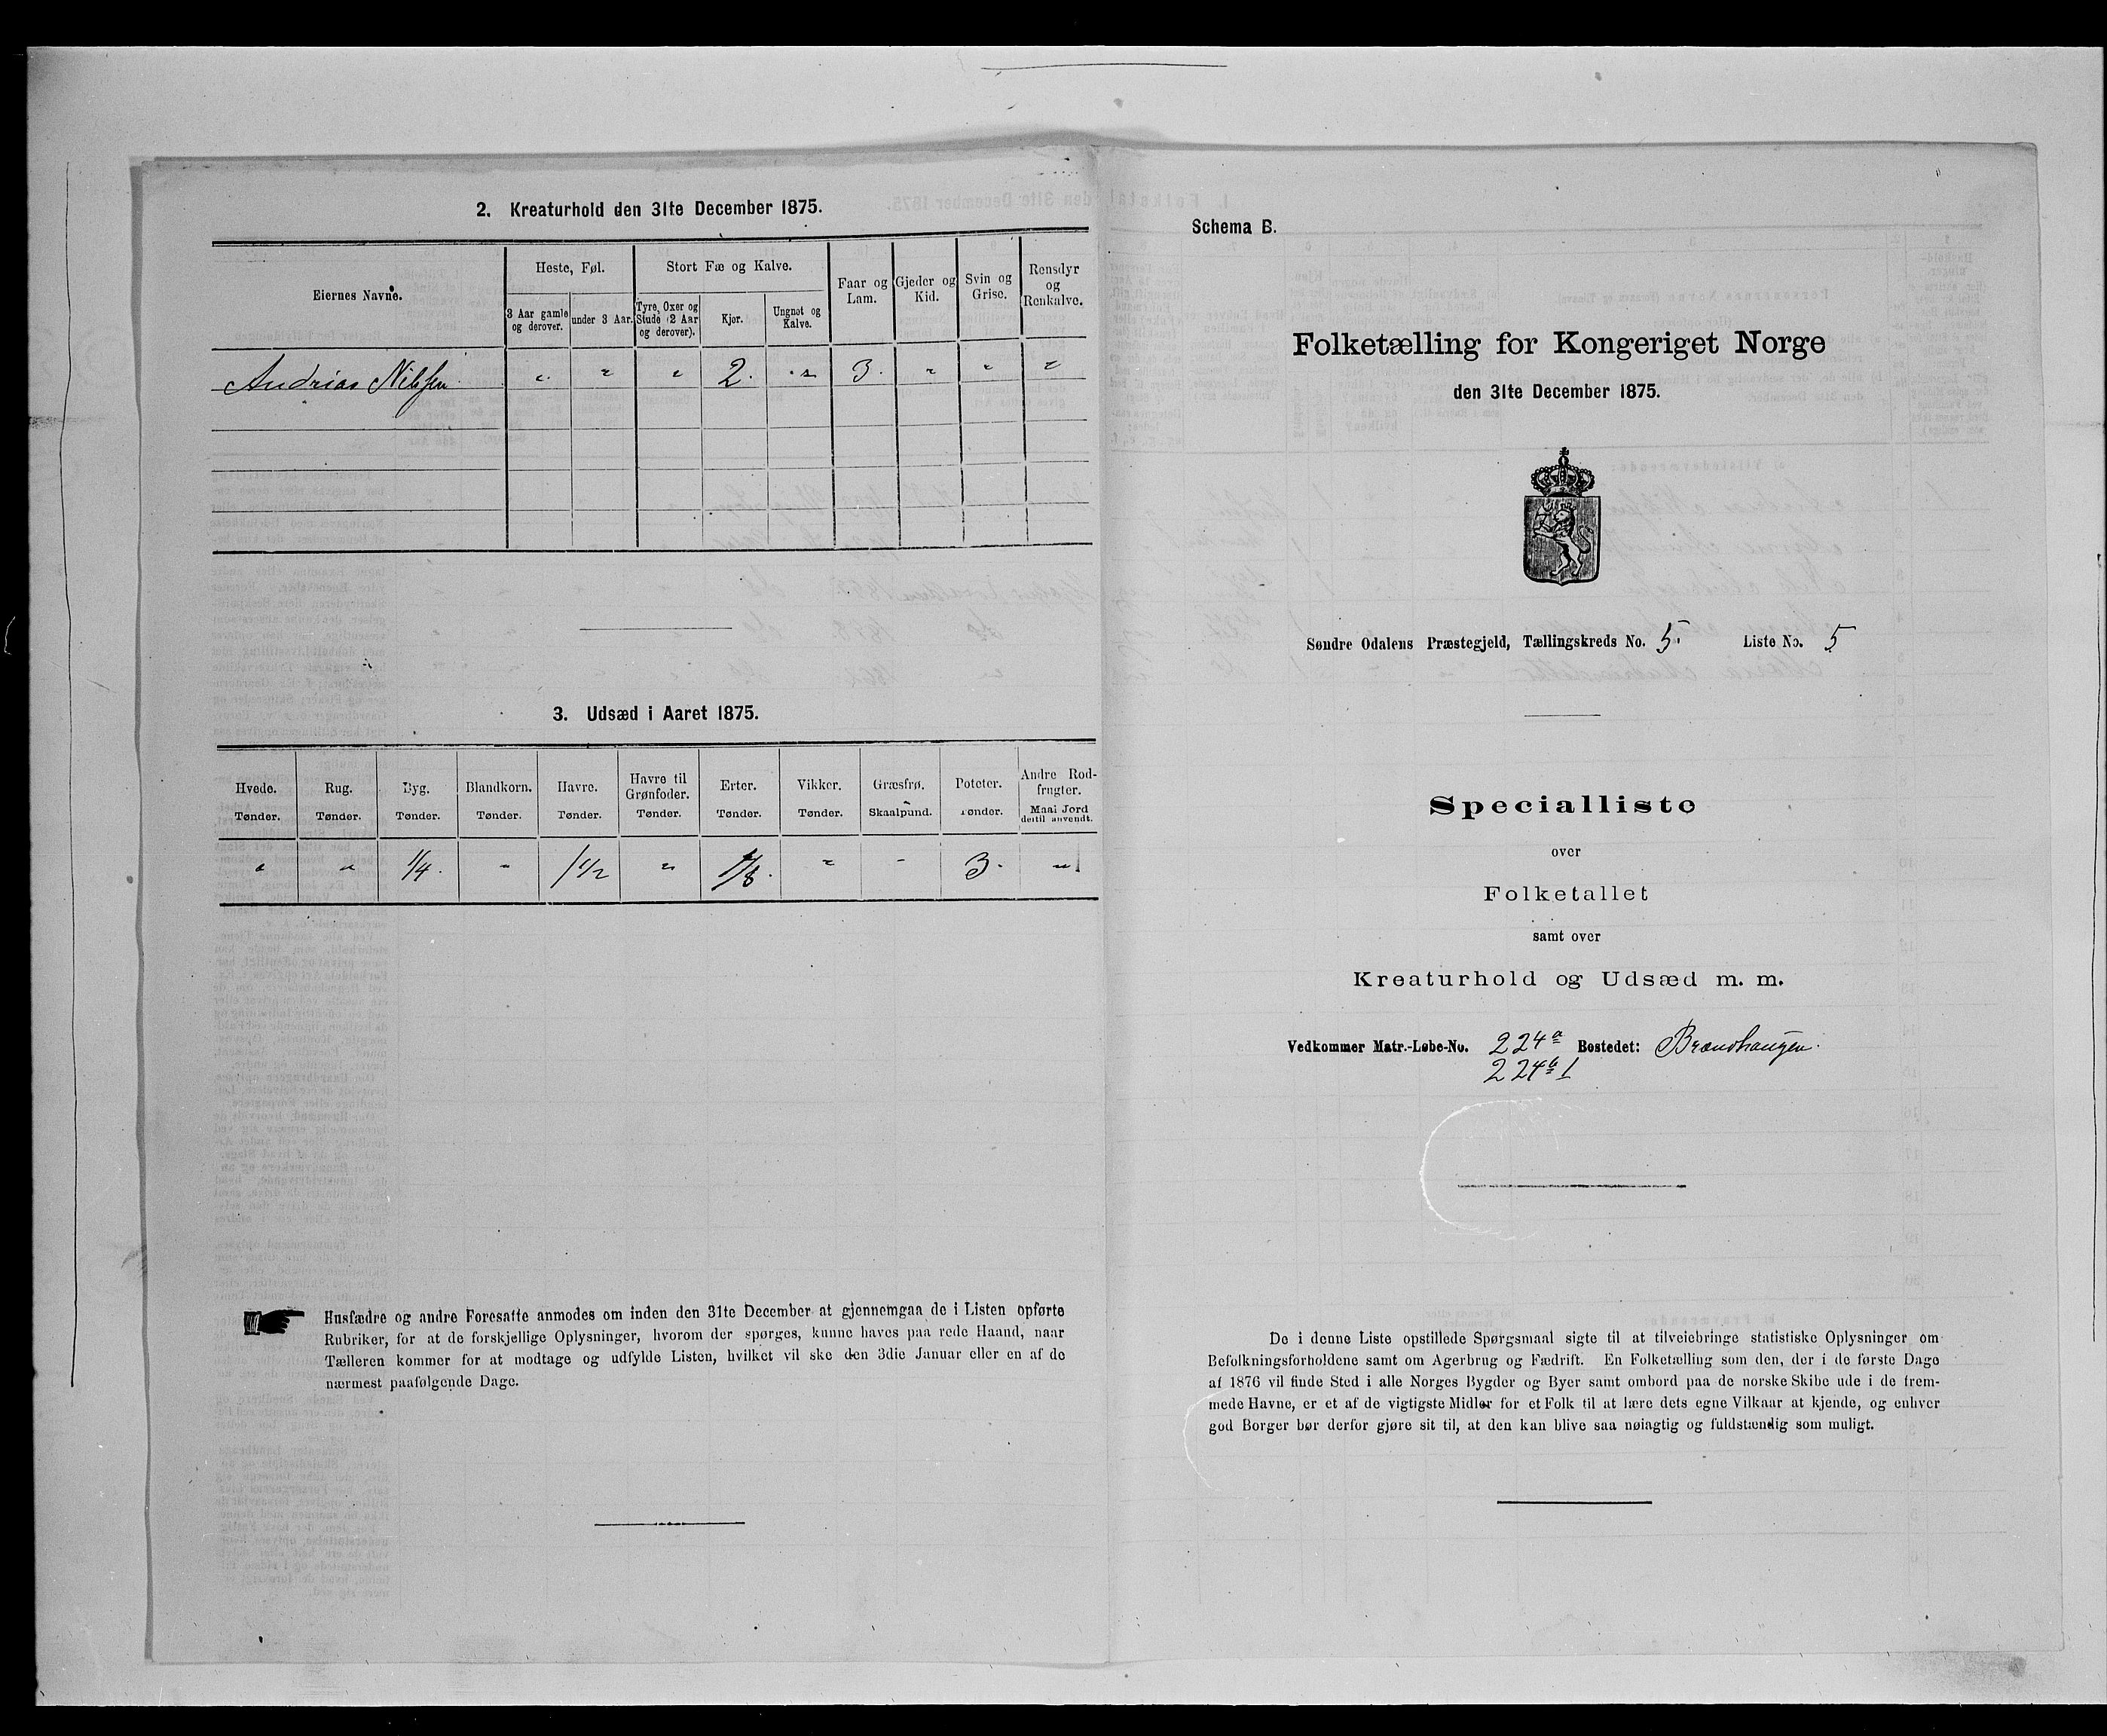 2. Kreaturhold den 31te December 1875.
Eiernes Navne.
Heste, Føl.
Stort Fæ og Kalve.
Faar og Lam.
Gjeder og Kid.
Svin og Grise.
Rensdyr og Renkalve.
3 Aar gamle og derover.
under 3 Aar.
Tyre, Oxer og Stude (2 Aar og derover).
Kjør.
Ungnøt og Kalve.
Andrias Nilssen " " " 2. " 3. " " "
3. Udsæd i Aaret 1875.
Hvede. Rug. Byg. Blandkorn. Havre. Havre til Grønfoder. Erter. Vikker. Græsfrø. Poteter. Andre Rodfrugter.
Tønder. Tønder. Tønder. Tønder. Tønder. Tønder. Tønder. Tønder. Skaalpund. Tønder. Maal Jord dertil anvendt.
" " 1/4. " 1 1/2 " 1/8. " " 3. "
Husfædre og andre Foresatte anmodes om inden den 31te December at gjennemgaa de i Listen opførte
Rubriker, for at de forskjellige Oplysninger, hvorom der spørges, kunne haves paa rede Haand, naar
Tælleren kommer for at modtage og udfylde Listen, hvilket vil ske den 3die Januar eller en af de
nærmest paafølgende Dage.
Schema B.
Folketælling for Kongeriget Norge
den 31te December 1875.
Søndre Odalens Præstegjeld, Tællingskreds No. 5. Liste No. 5
Specialliste
over
Folketallet
samt over
Kreaturhold og Udsæd m. m.
Vedkommer Matr.-Løbe-No. 224a Bostedet: Brændhaugen.
224b 1
De i denne Liste opstillede Spørgsmaal sigte til at tilveiebringe statistiske Oplysninger om
Befolkningsforholdene samt om Agerbrug og Fædrift. En Folketælling som den, der i de første Dage
af 1876 vil finde Sted i alle Norges Bygder og Byer samt ombord paa de norske Skibe ude i de frem-
mede Havne, er et af de vigtigste Midler for et Folk til at lære dets egne Vilkaar at kjende, og enhver
god Borger bør derfor gjøre sit til, at den kan blive saa nøiagtig og fuldstændig som muligt.